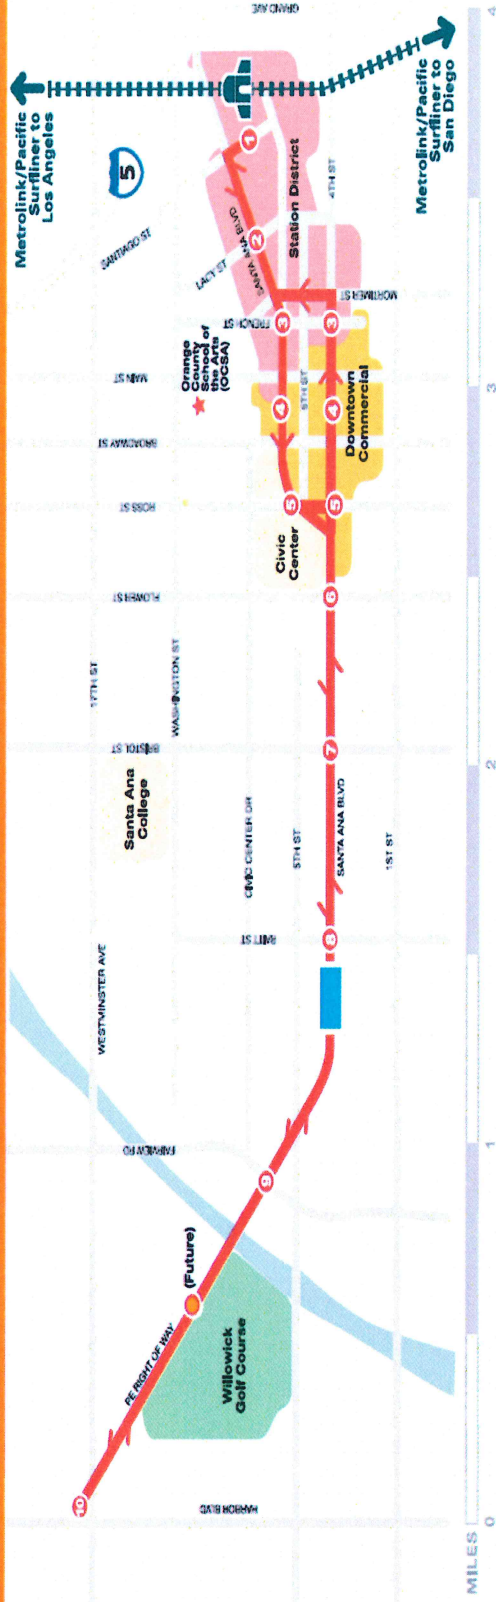 Metrolink/Pacific
Surfliner to
Los Angeles
5
GRAND AVE
Metrolink/Pacific
Surfliner to
San Diego
SANTIAGO ST
LACY ST
SANTA ANA BLVD
Station District
4TH ST
1
2
MORTIMER ST
FRENCH ST
3
3
Orange
County
School of
the Arts
(OCSA)
MAIN ST
5TH ST
4
4
Downtown
Commercial
BROADWAY ST
ROSS ST
5
5
Civic
Center
FLOWER ST
6
17TH ST
WASHINGTON ST
BRISTOL ST
7
Santa Ana
College
CIVIC CENTER DR
5TH ST
SANTA ANA BLVD
1ST ST
RAITT ST
8
WESTMINSTER AVE
FAIRVIEW RD
9
(Future)
PE RIGHT OF WAY
Willowick
Golf Course
10
HARBOR BLVD
MILES
0
1
2
3
4